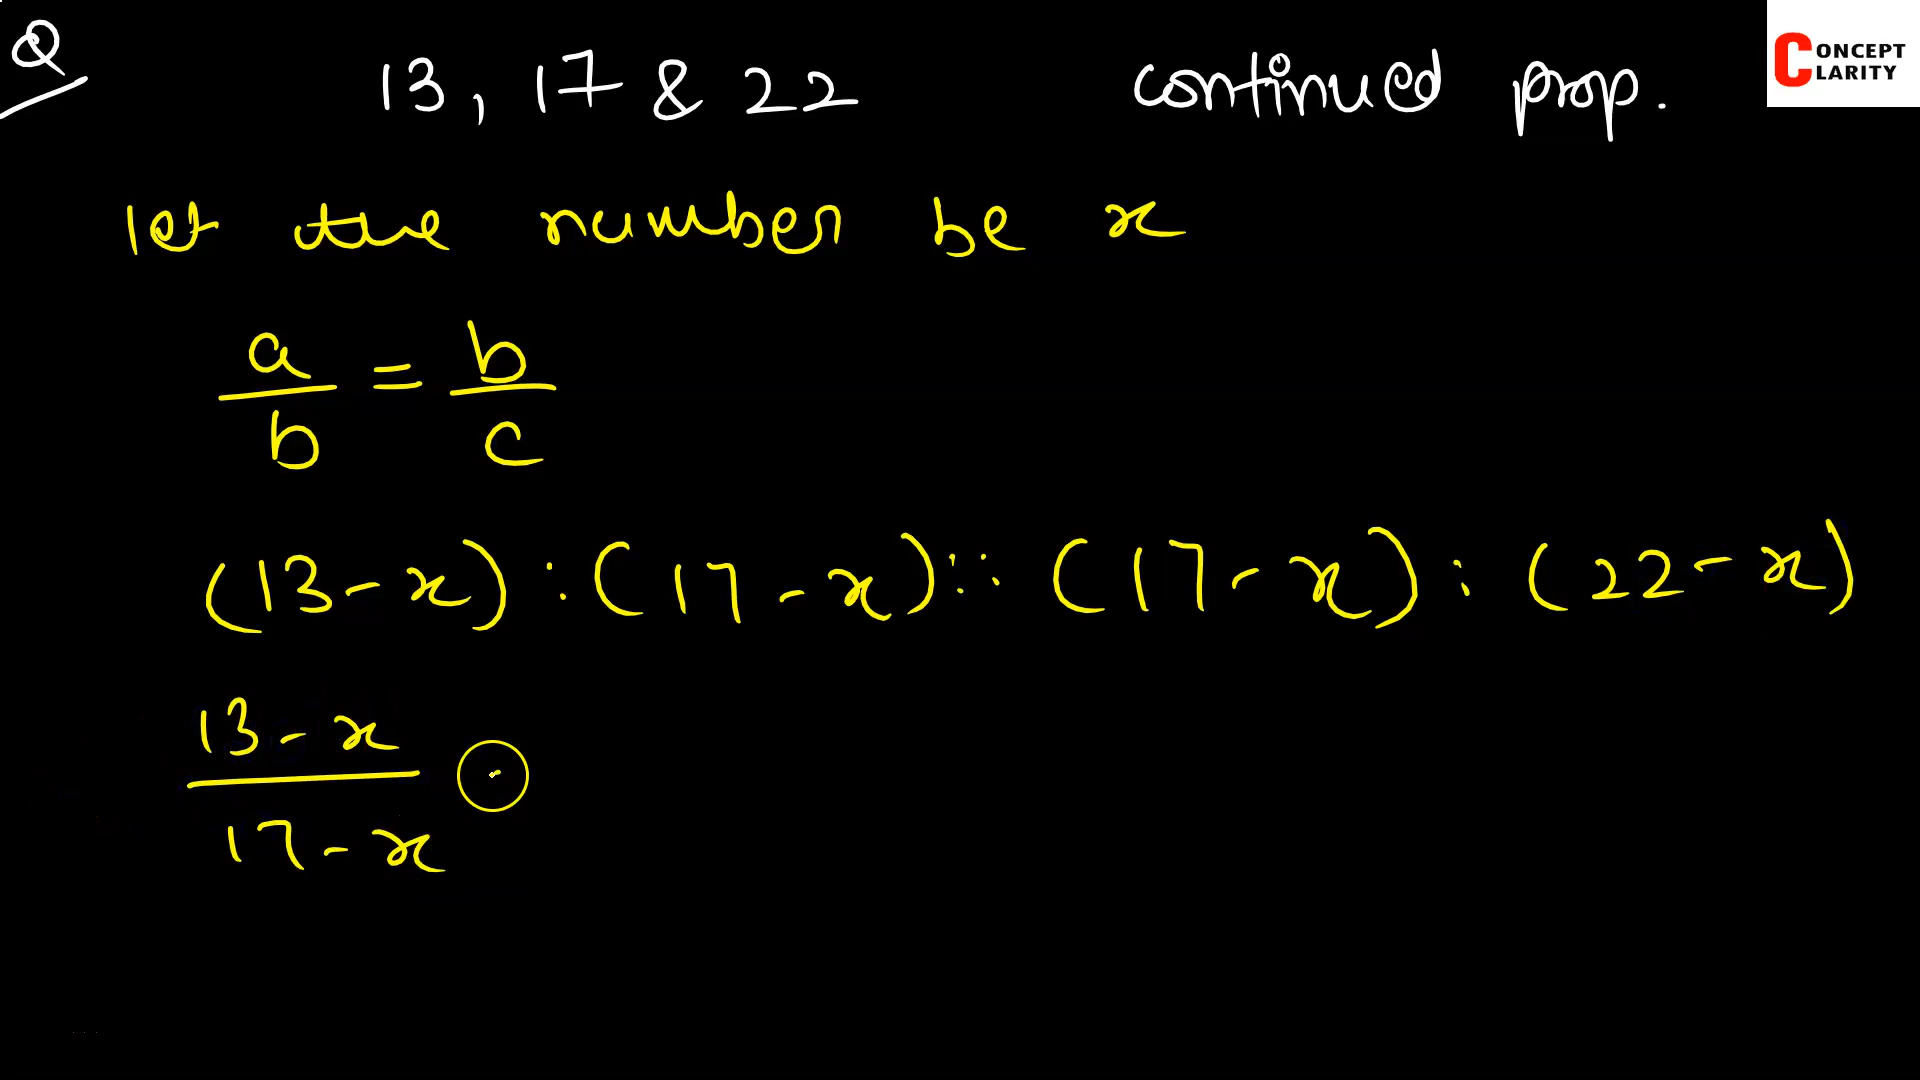 Q 13, 17 & 22 continued prop.
CONCEPT
CLARITY
let the number be x
a/b = b/c
(13-x):(17-x)::(17-x):(22-x)
13-x
17-x